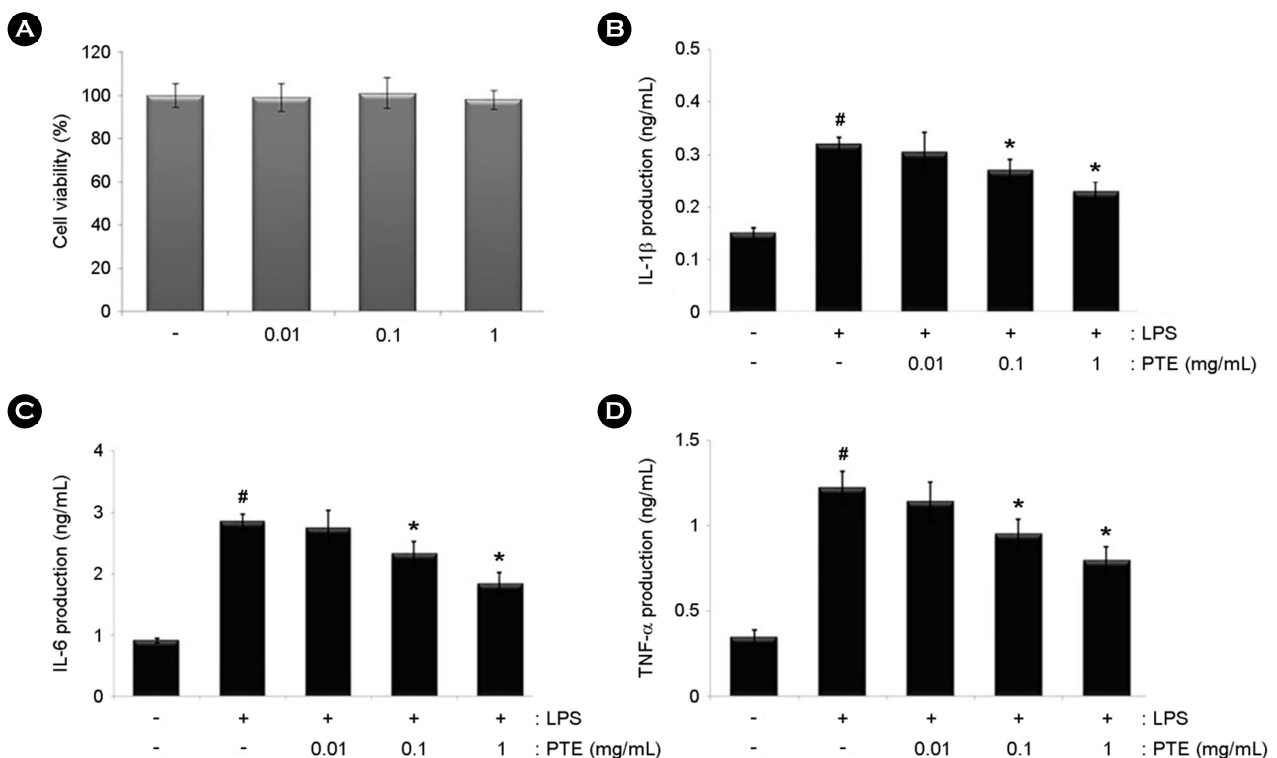 A
Cell viability (%)
120
100
80
60
40
20
0
- 0.01 0.1 1
B
IL-1β production (ng/mL)
0.5
0.4
0.3
0.2
0.1
0
#
*
*
- + + + + : LPS
- - 0.01 0.1 1 : PTE (mg/mL)
C
IL-6 production (ng/mL)
4
3
2
1
0
#
*
*
- + + + + : LPS
- - 0.01 0.1 1 : PTE (mg/mL)
D
TNF-α production (ng/mL)
1.5
1
0.5
0
#
*
*
- + + + + : LPS
- - 0.01 0.1 1 : PTE (mg/mL)